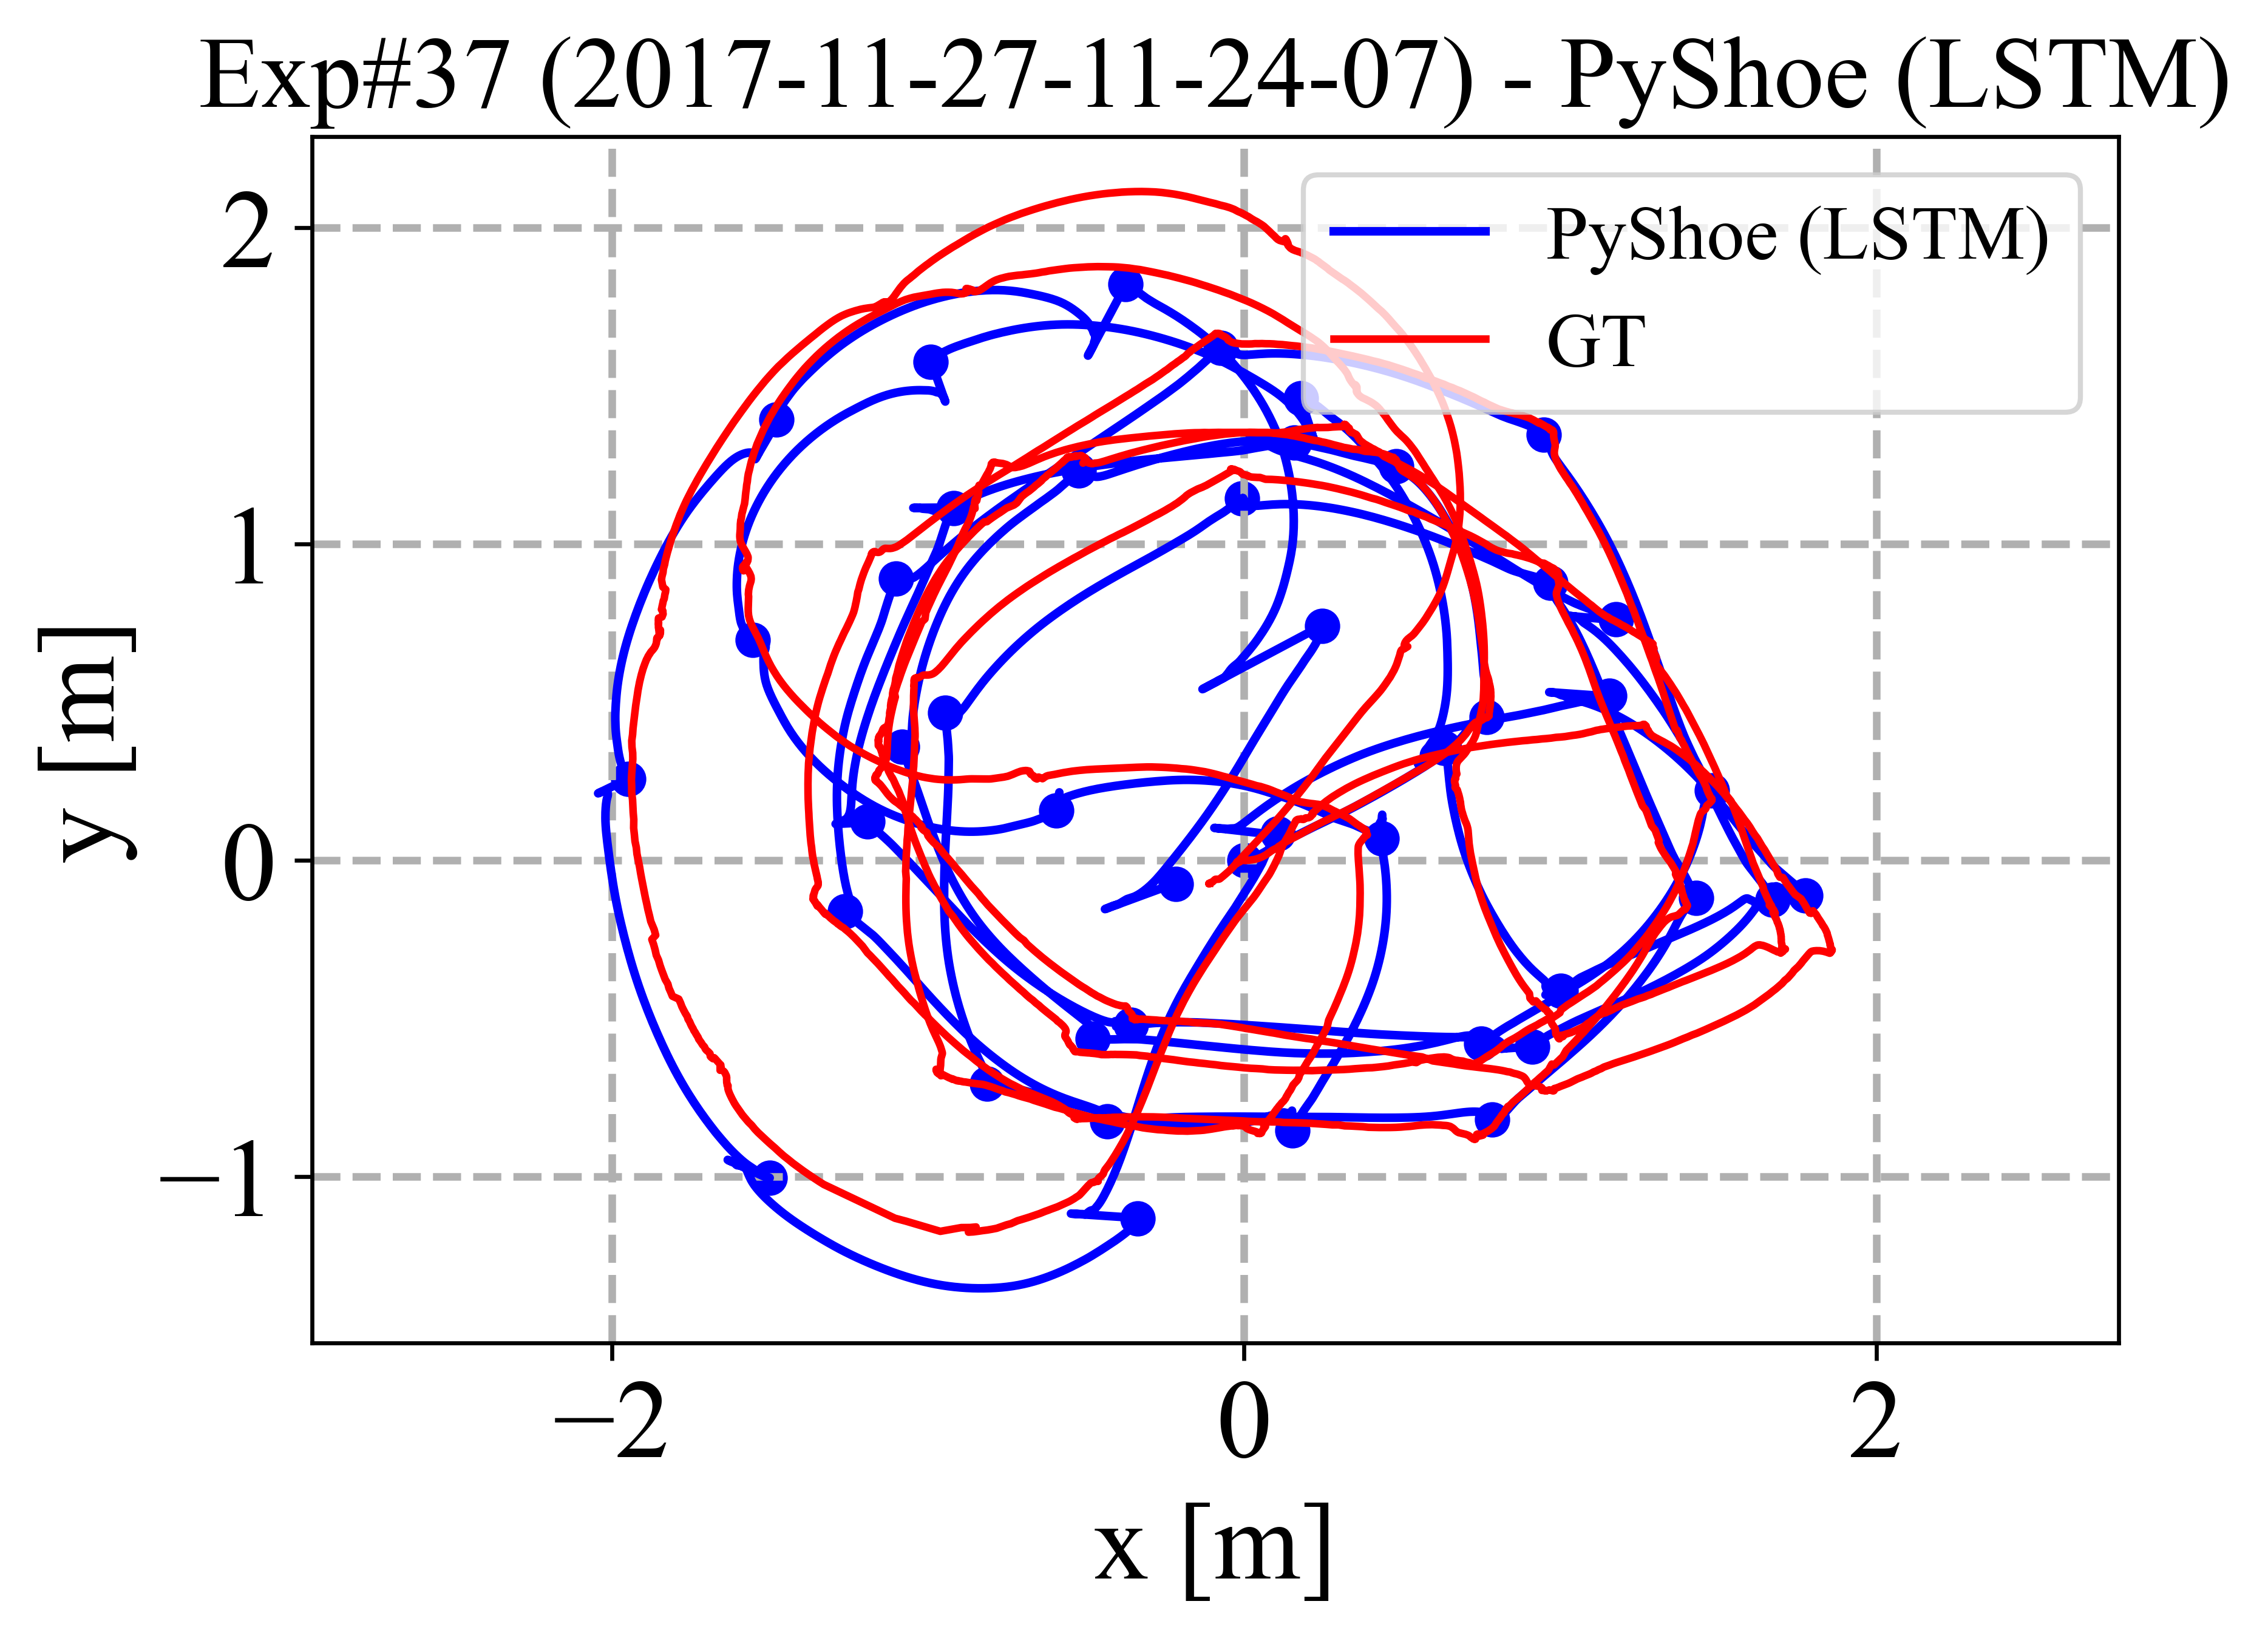 Exp#37 (2017-11-27-11-24-07) - PyShoe (LSTM)
PyShoe (LSTM)
GT
2
1
0
−1
y [m]
−2
0
2
x [m]